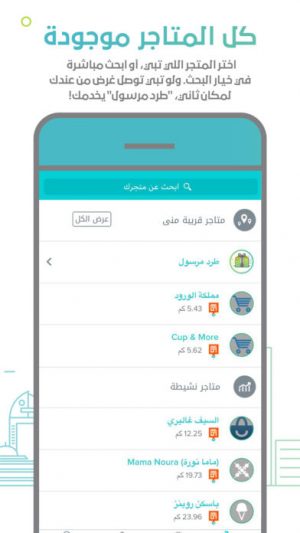 كل المتاجر موجودة
اختر المتجر اللي تبي، أو ابحث مباشرة
في خيار البحث. ولو تبي توصل غرض من عندك
لمكان ثاني، "طرد مرسول" يخدمك!
ابحث عن متجرك
متاجر قريبة منى
عرض الكل
طرد مرسول
مملكة الورود
5.43 كم
Cup & More
5.62 كم
متاجر نشيطة
السيف غاليري
12.25 كم
Mama Noura (ماما نورة)
19.73 كم
باسكن روبنز
23.96 كم